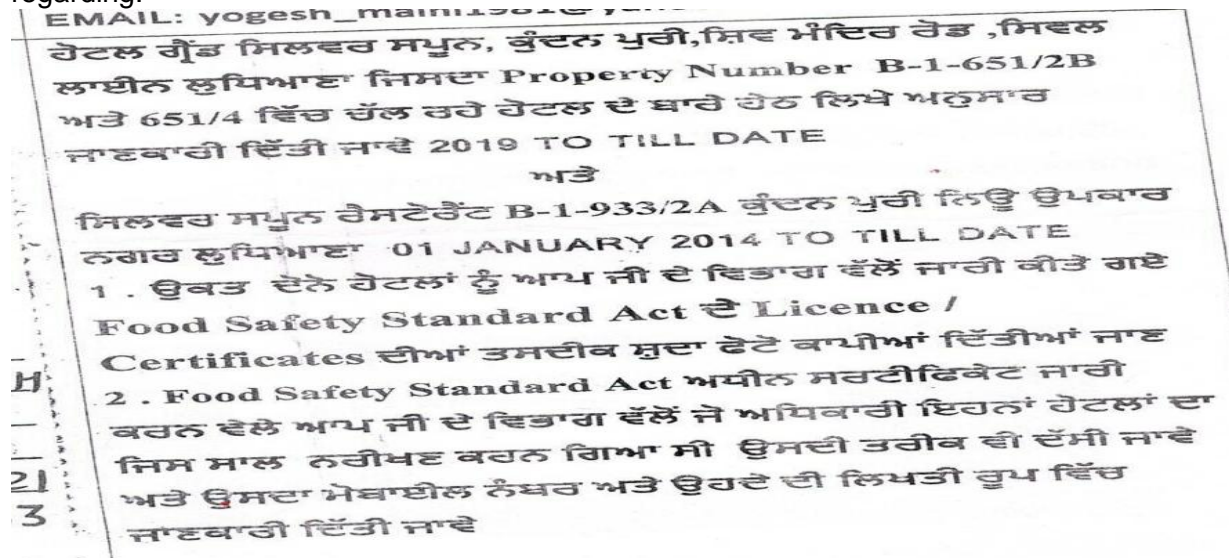 regarding.
EMAIL: yogesh_maini1981@
ਹੋਟਲ ਗ੍ਰੈਂਡ ਸਿਲਵਰ ਸਪੂਨ, ਕੁੰਦਨ ਪੁਰੀ,ਸ਼ਿਵ ਮੰਦਿਰ ਰੋਡ ,ਸਿਵਲ
ਲਾਈਨ ਲੁਧਿਆਣਾ ਜਿਸਦਾ Property Number B-1-651/2B
ਅਤੇ 651/4 ਵਿੱਚ ਚੱਲ ਰਹੇ ਹੋਟਲ ਦੇ ਬਾਰੇ ਹੇਠ ਲਿਖੇ ਅਨੁਸਾਰ
ਜਾਣਕਾਰੀ ਦਿੱਤੀ ਜਾਵੇ 2019 TO TILL DATE
ਅਤੇ
ਸਿਲਵਰ ਸਪੂਨ ਰੈਸਟੋਰੈਂਟ B-1-933/2A ਕੁੰਦਨ ਪੁਰੀ ਨਿਊ ਉਪਕਾਰ
ਨਗਰ ਲੁਧਿਆਣਾ 01 JANUARY 2014 TO TILL DATE
1 . ਉਕਤ ਦੋਨੋ ਹੋਟਲਾਂ ਨੂੰ ਆਪ ਜੀ ਦੇ ਵਿਭਾਗ ਵੱਲੋਂ ਜਾਰੀ ਕੀਤੇ ਗਏ
Food Safety Standard Act ਦੇ Licence /
Certificates ਦੀਆਂ ਤਸਦੀਕ ਸ਼ੁਦਾ ਫੋਟੋ ਕਾਪੀਆਂ ਦਿੱਤੀਆਂ ਜਾਣ
2 . Food Safety Standard Act ਅਧੀਨ ਸਰਟੀਫਿਕੇਟ ਜਾਰੀ
ਕਰਨ ਵੇਲੇ ਆਪ ਜੀ ਦੇ ਵਿਭਾਗ ਵੱਲੋਂ ਜੋ ਅਧਿਕਾਰੀ ਇਹਨਾਂ ਹੋਟਲਾਂ ਦਾ
ਜਿਸ ਸਾਲ ਨਰੀਖਣ ਕਰਨ ਗਿਆ ਸੀ ਉਸਦੀ ਤਰੀਕ ਵੀ ਦੱਸੀ ਜਾਵੇ
ਅਤੇ ਉਸਦਾ ਮੋਬਾਈਲ ਨੰਬਰ ਅਤੇ ਉਹਦੇ ਦੀ ਲਿਖਤੀ ਰੂਪ ਵਿੱਚ
ਜਾਣਕਾਰੀ ਦਿੱਤੀ ਜਾਵੇ